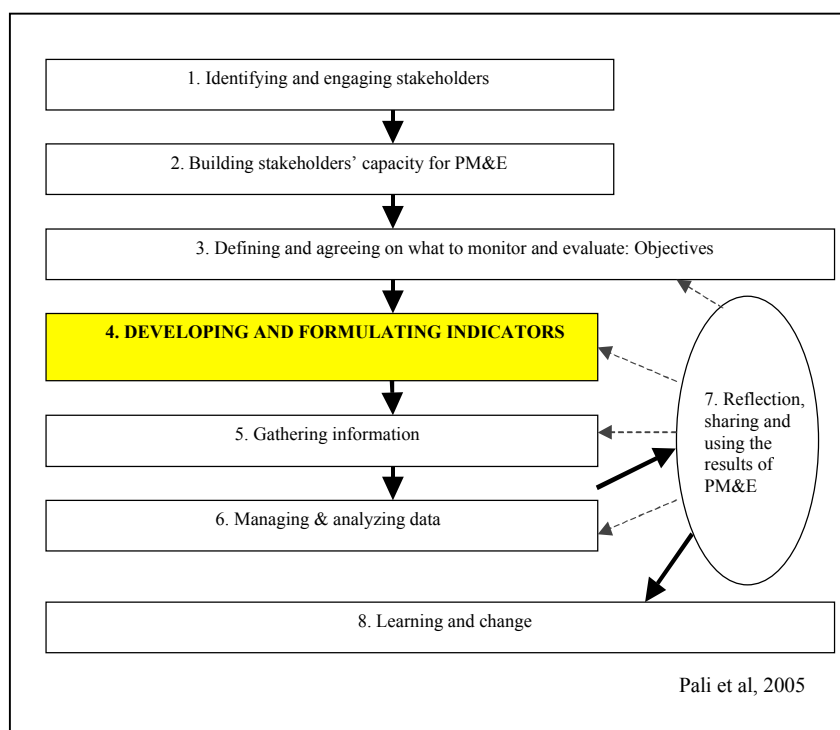 1. Identifying and engaging stakeholders
2. Building stakeholders’ capacity for PM&E
3. Defining and agreeing on what to monitor and evaluate: Objectives
4. DEVELOPING AND FORMULATING INDICATORS
5. Gathering information
6. Managing & analyzing data
7. Reflection,
sharing and
using the
results of
PM&E
8. Learning and change
Pali et al, 2005